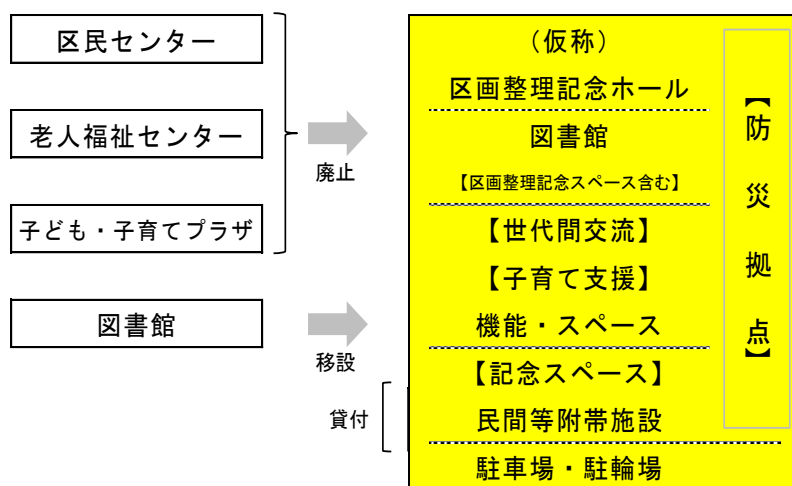 区民センター
老人福祉センター
子ども・子育てプラザ
廃止
図書館
移設
貸付
（仮称）
区画整理記念ホール
図書館
【区画整理記念スペース含む】
【世代間交流】
【子育て支援】
機能・スペース
【記念スペース】
民間等附帯施設
駐車場・駐輪場
【防災拠点】